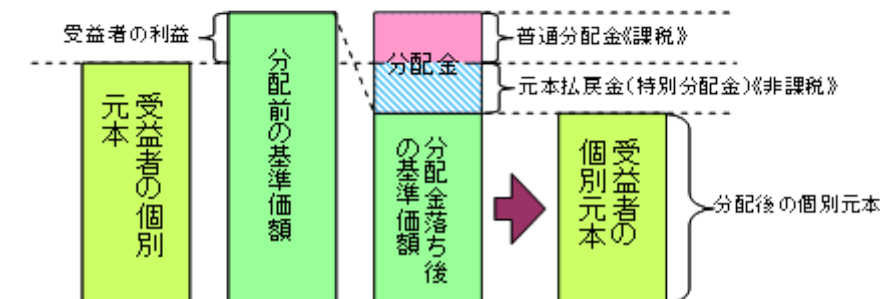 受益者の利益
受益者の個別
元本
分配前の基準価額
分配金
分配金落ち後
の基準価額
普通分配金《課税》
元本払戻金(特別分配金)《非課税》
受益者の
個別元本
分配後の個別元本